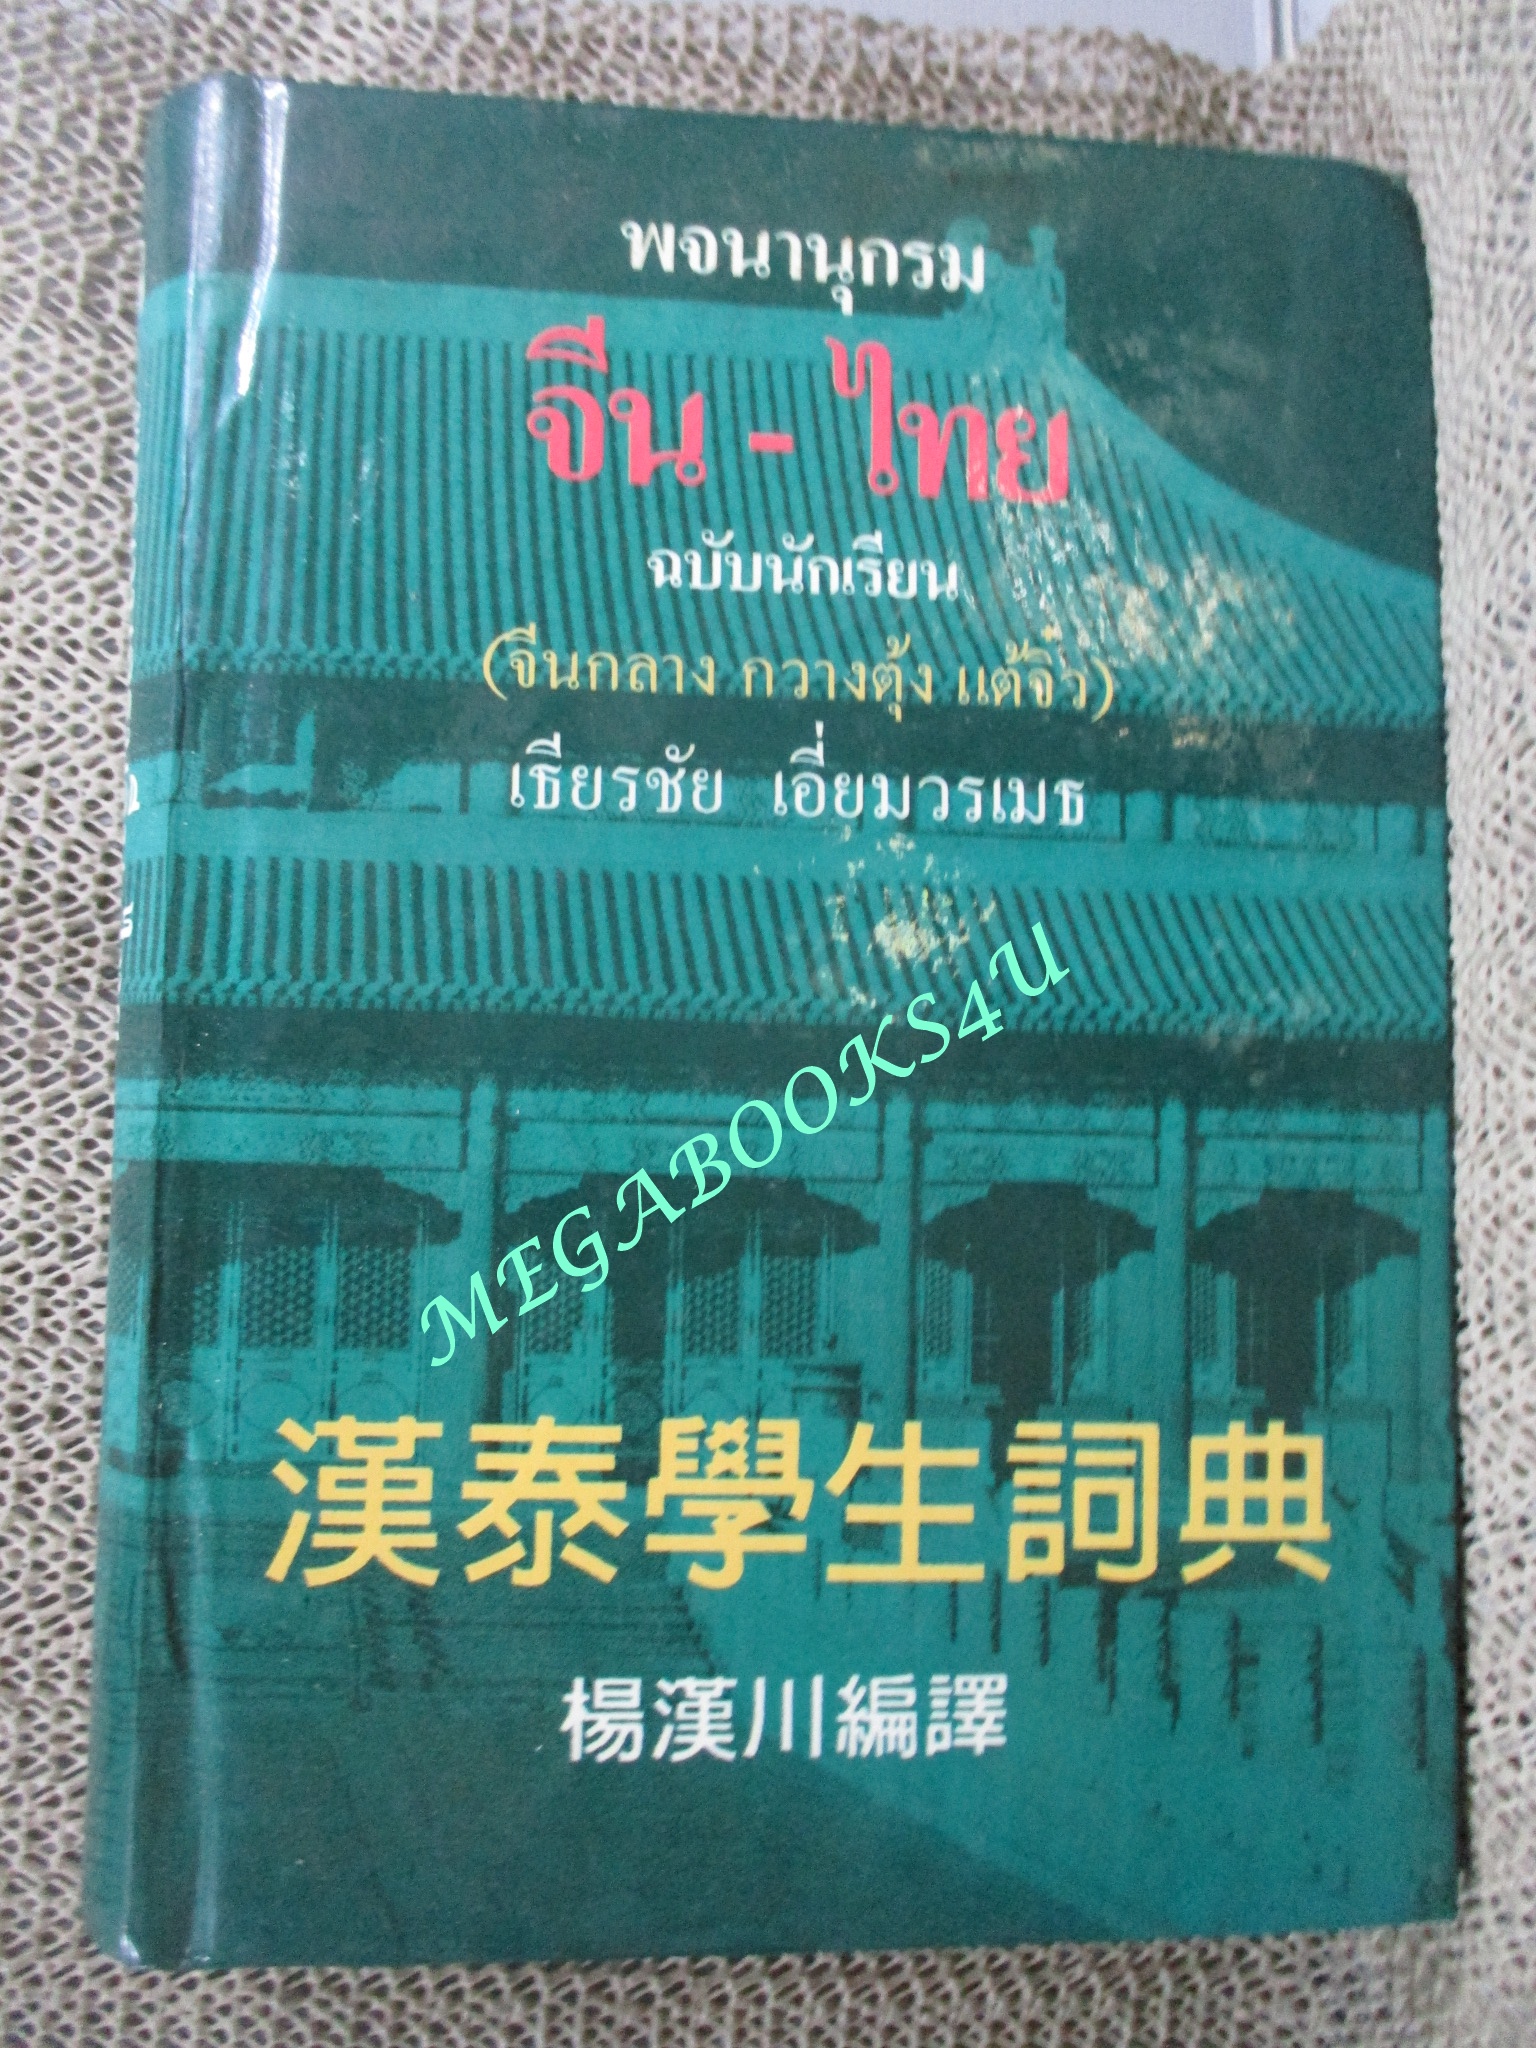 พจนานุกรม
จีน - ไทย
ฉบับนักเรียน
(จีนกลาง กวางตุ้ง แต้จิ๋ว)
เธียรชัย เอี่ยมวรเมธ
MEGABOOKS4U
漢泰學生詞典
楊漢川編譯